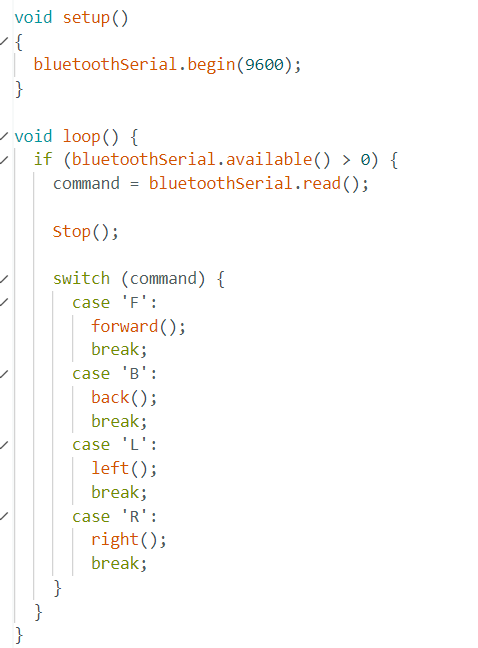 void setup()
{
  bluetoothSerial.begin(9600);
}

void loop() {
  if (bluetoothSerial.available() > 0) {
    command = bluetoothSerial.read();

    Stop();

    switch (command) {
      case 'F':
        forward();
        break;
      case 'B':
        back();
        break;
      case 'L':
        left();
        break;
      case 'R':
        right();
        break;
    }
  }
}